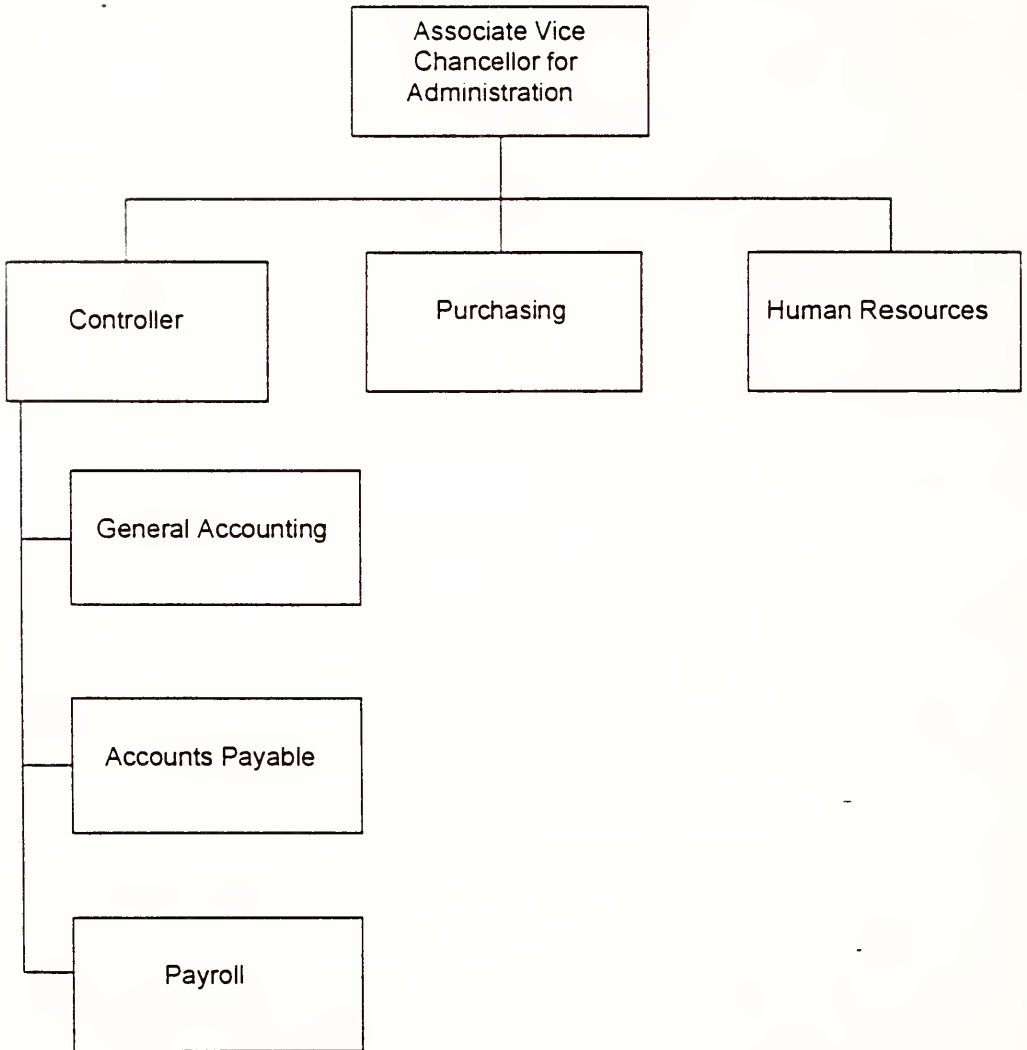 Associate Vice
Chancellor for
Administration
Controller
Purchasing
Human Resources
General Accounting
Accounts Payable
Payroll